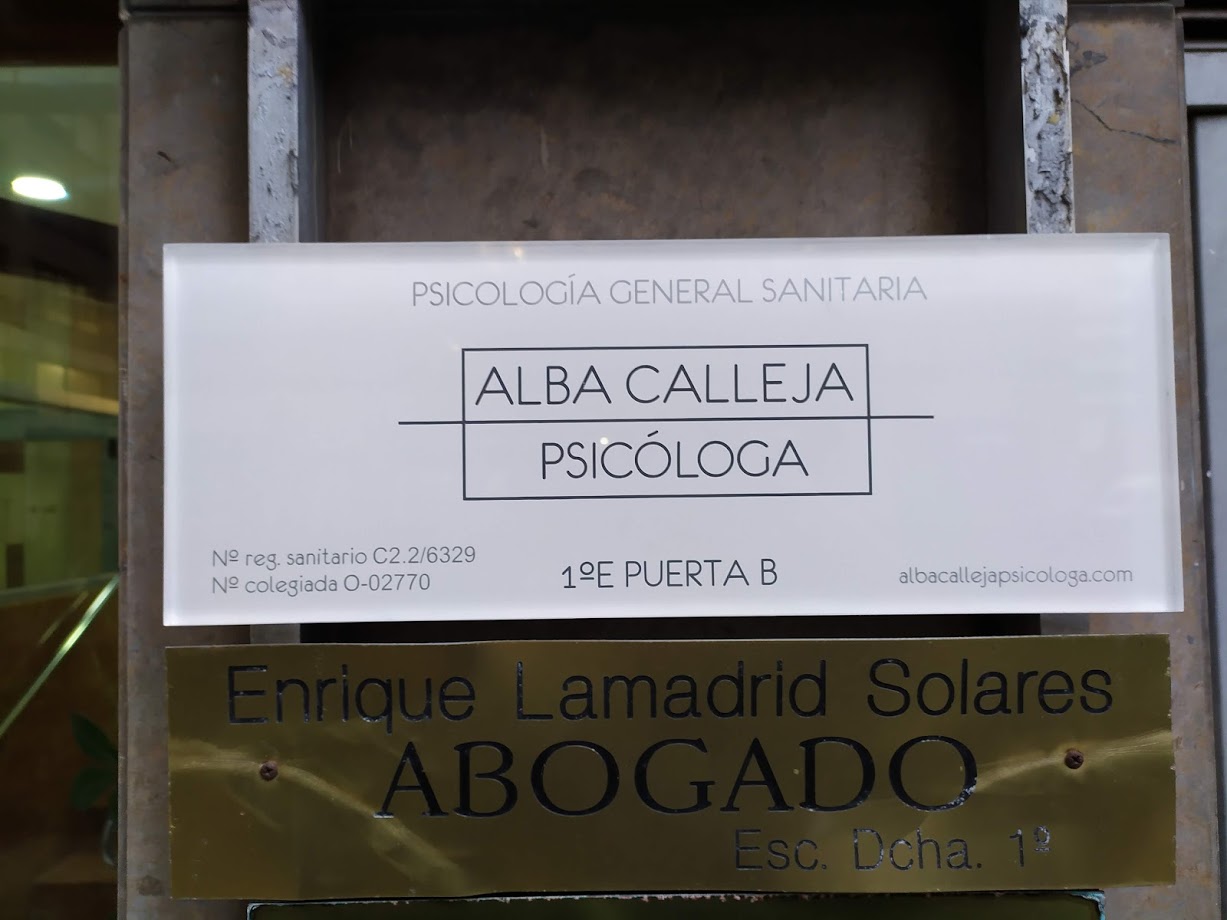 PSICOLOGÍA GENERAL SANITARIA
ALBA CALLEJA
PSICÓLOGA
Nº reg. sanitario C2.2/6329
Nº colegiada O-02770
1ºE PUERTA B
albacallejapsicologa.com
Enrique Lamadrid Solares
ABOGADO
Esc. Dcha. 1º